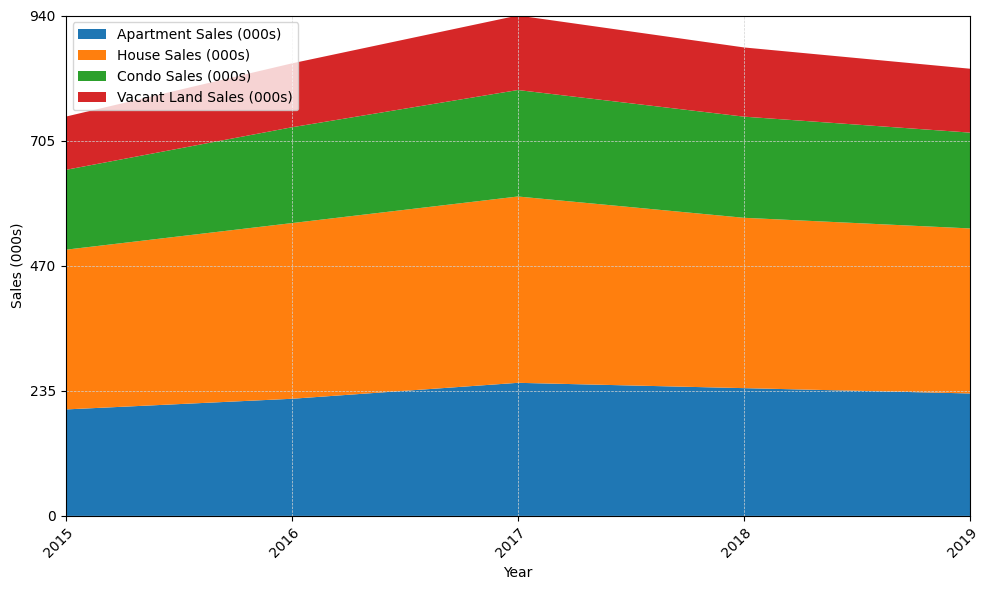 940
705
470
235
0
Sales (000s)
Apartment Sales (000s)
House Sales (000s)
Condo Sales (000s)
Vacant Land Sales (000s)
2015
2016
2017
2018
2019
Year